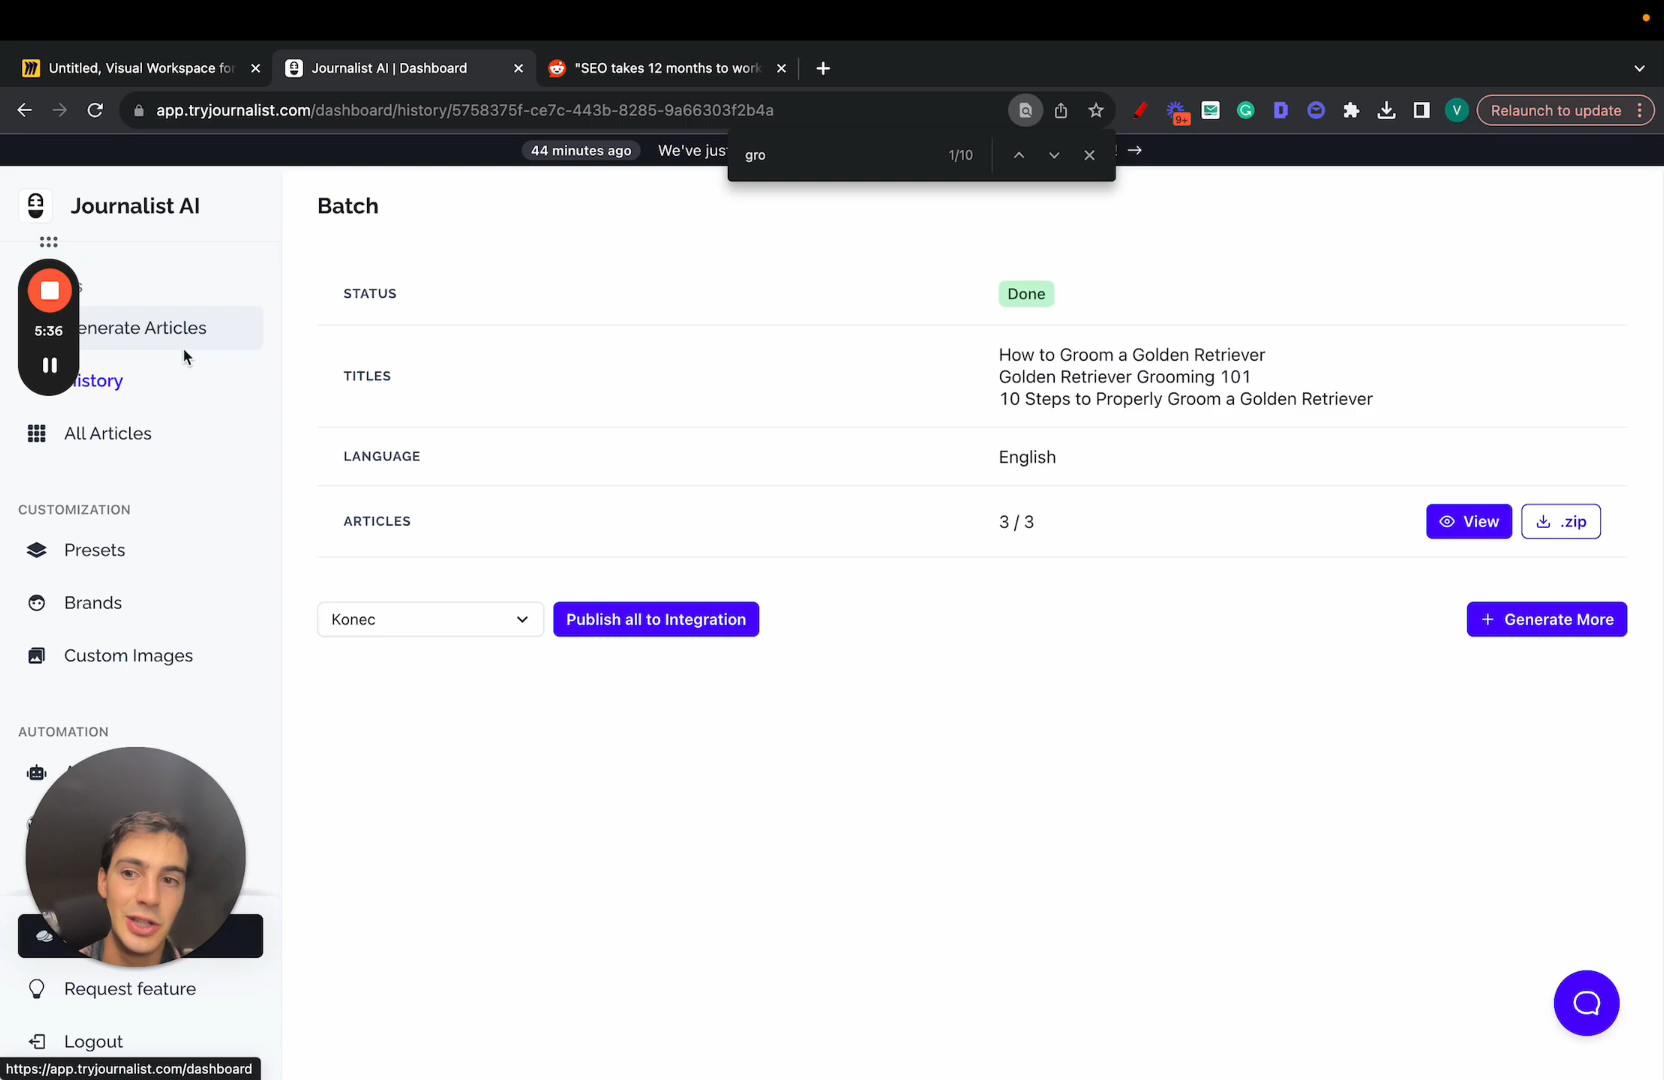 Untitled, Visual Workspace for
Journalist AI | Dashboard
"SEO takes 12 months to work
app.tryjournalist.com/dashboard/history/5758375f-ce7c-443b-8285-9a66303f2b4a
9+
V
Relaunch to update
44 minutes ago
We've jus
gro
1/10
Journalist AI
Batch
5:36
enerate Articles
istory
All Articles
CUSTOMIZATION
Presets
Brands
Custom Images
AUTOMATION
Request feature
Logout
https://app.tryjournalist.com/dashboard
STATUS
Done
TITLES
How to Groom a Golden Retriever
Golden Retriever Grooming 101
10 Steps to Properly Groom a Golden Retriever
LANGUAGE
English
ARTICLES
3 / 3
View
.zip
Konec
Publish all to Integration
+ Generate More